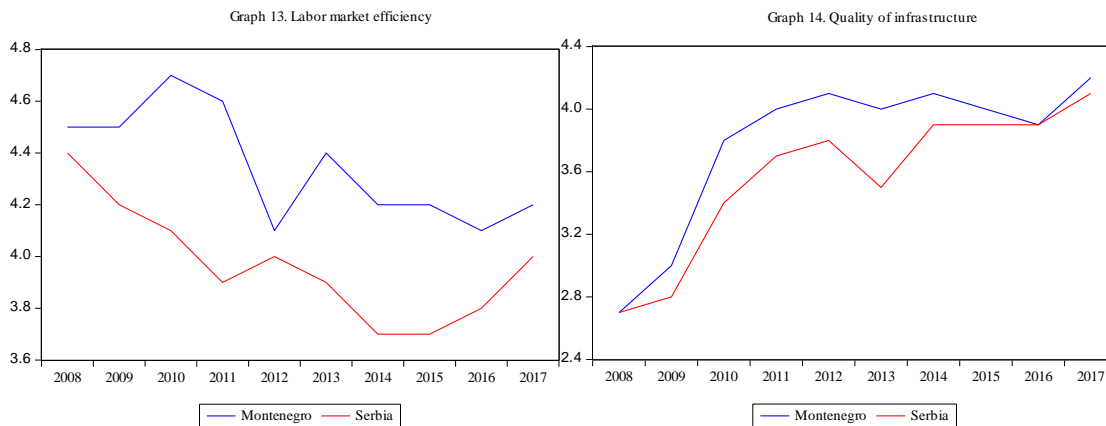 Graph 13. Labor market efficiency
4.8
4.6
4.4
4.2
4.0
3.8
3.6
2008 2009 2010 2011 2012 2013 2014 2015 2016 2017
Montenegro Serbia
Graph 14. Quality of infrastructure
4.4
4.0
3.6
3.2
2.8
2.4
2008 2009 2010 2011 2012 2013 2014 2015 2016 2017
Montenegro Serbia